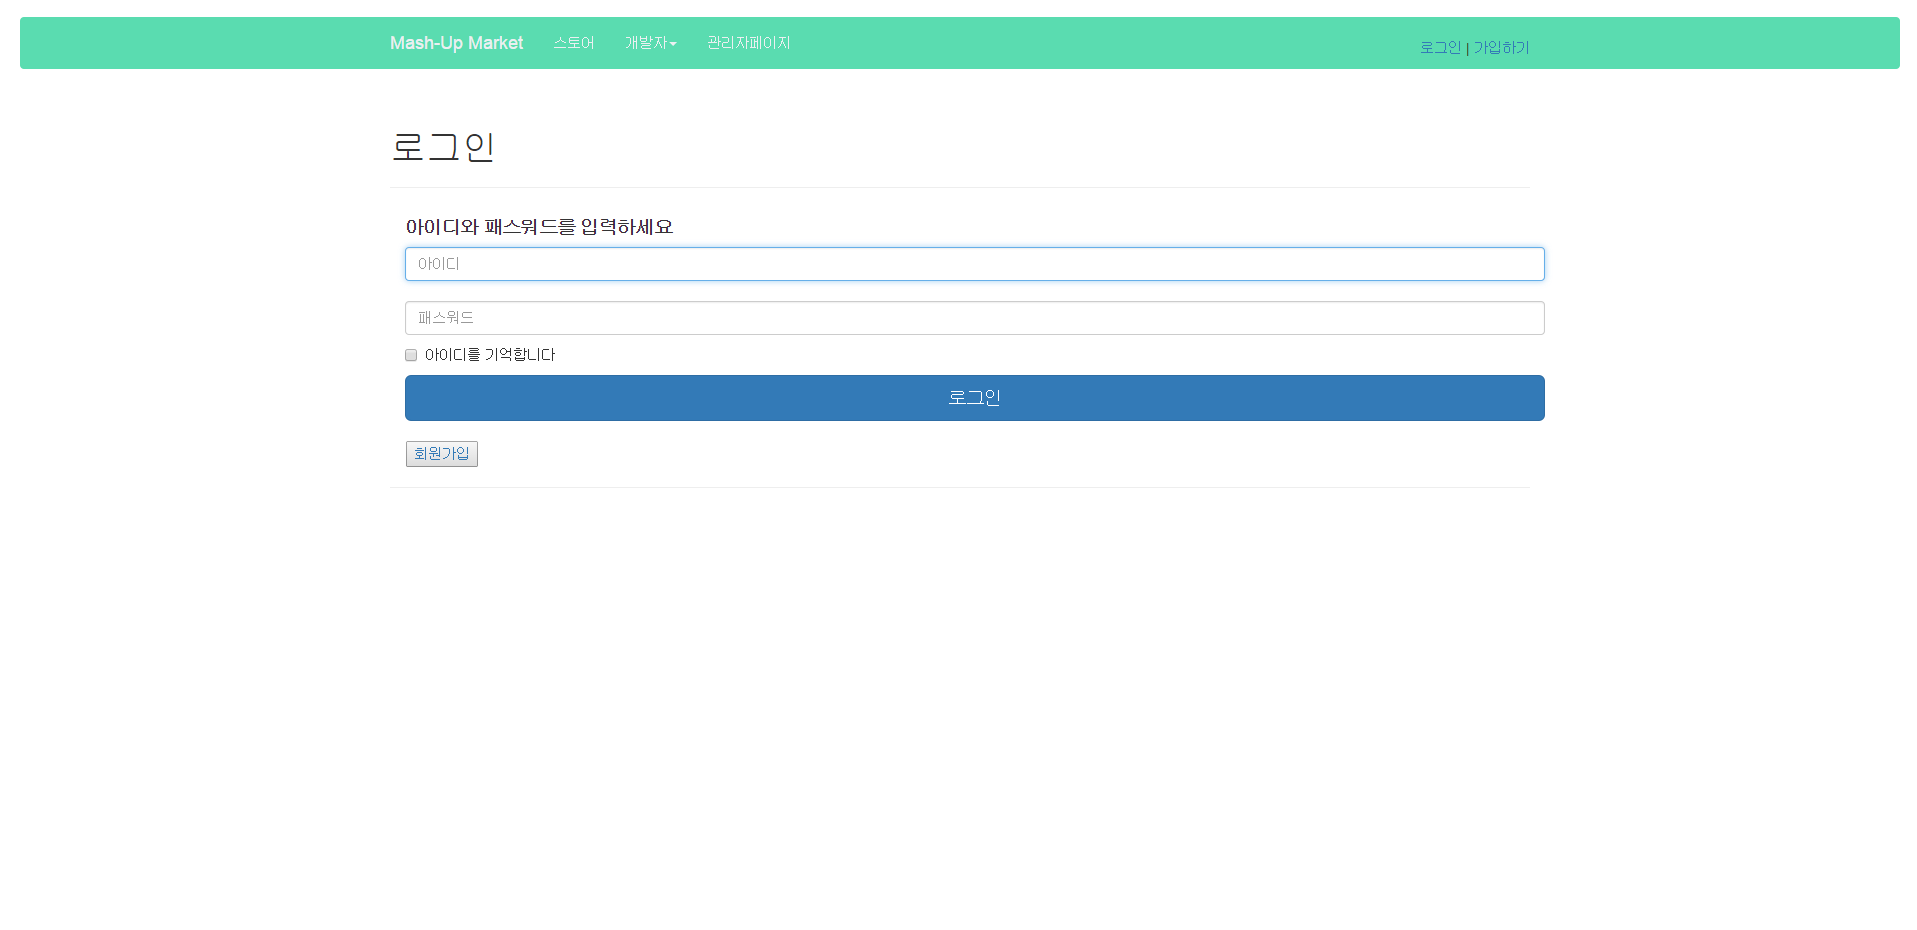 Mash-Up Market 스토어 개발자 관리자페이지 로그인 | 가입하기
로그인
아이디와 패스워드를 입력하세요
아이디
패스워드
아이디를 기억합니다
로그인
회원가입